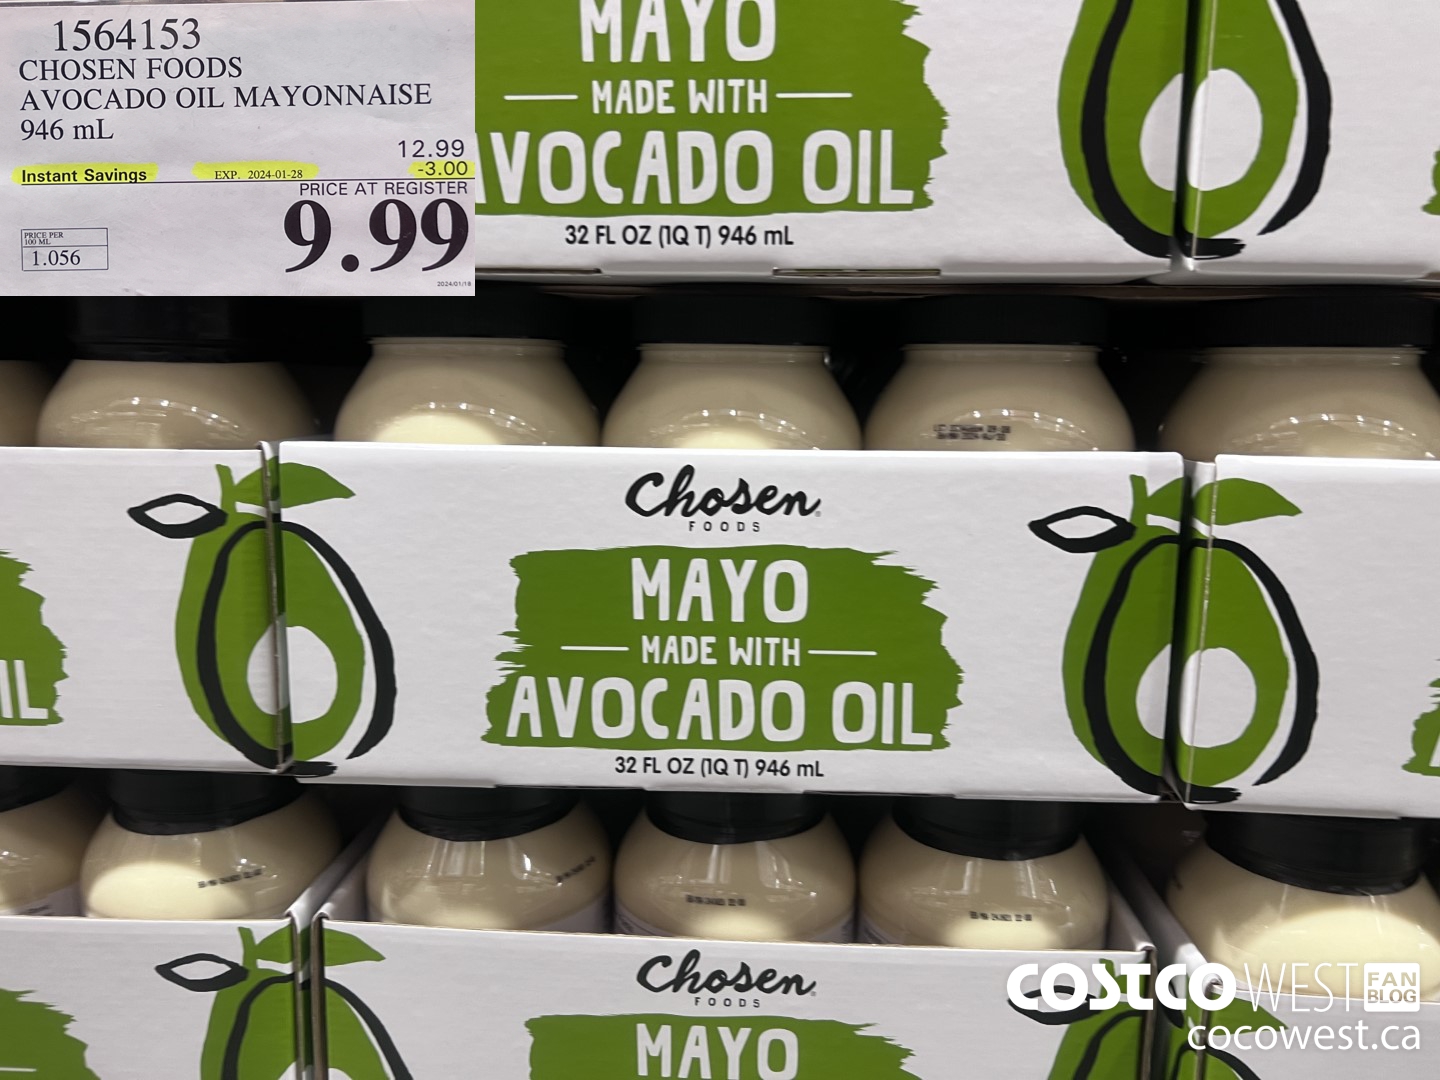 1564153
CHOSEN FOODS
AVOCADO OIL MAYONNAISE
946 mL
12.99
Instant Savings EXP. 2024-01-28 -3.00
PRICE AT REGISTER
9.99
PRICE PER
100 ML
1.056
2024/01/18
MAYO
MADE WITH
AVOCADO OIL
32 FL OZ (1Q T) 946 mL
Chosen
FOODS
MAYO
MADE WITH
AVOCADO OIL
32 FL OZ (1Q T) 946 mL
IL
Chosen
FOODS
MAYO
COSTCO WEST FAN BLOG
cocowest.ca